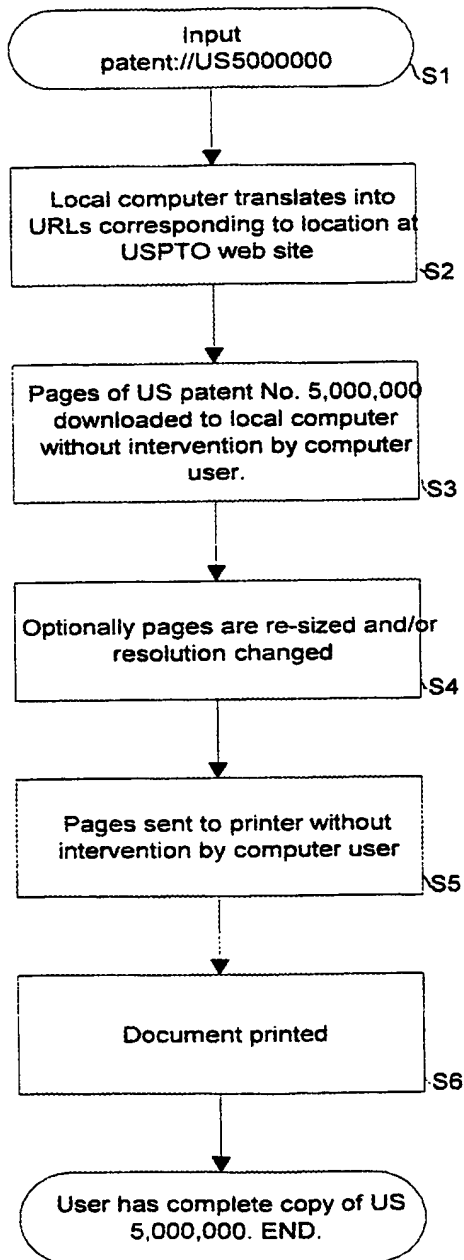 Input
patent://US5000000
S1
Local computer translates into
URLs corresponding to location at
USPTO web site
S2
Pages of US patent No. 5,000,000
downloaded to local computer
without intervention by computer
user.
S3
Optionally pages are re-sized and/or
resolution changed
S4
Pages sent to printer without
intervention by computer user
S5
Document printed
S6
User has complete copy of US
5,000,000. END.